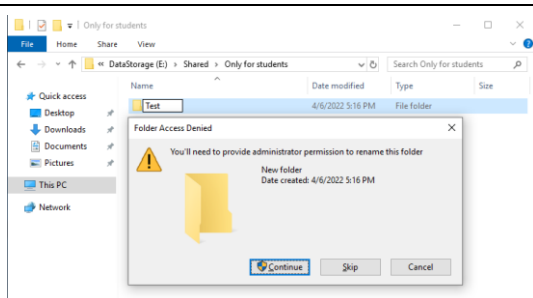 Only for students
File Home Share View
« DataStorage (E:) > Shared > Only for students
Search Only for students
Name Date modified Type Size
Quick access
Desktop
Downloads
Documents
Pictures
This PC
Network
Test 4/6/2022 5:16 PM File folder
Folder Access Denied
You'll need to provide administrator permission to rename this folder
New folder
Date created: 4/6/2022 5:16 PM
Continue Skip Cancel